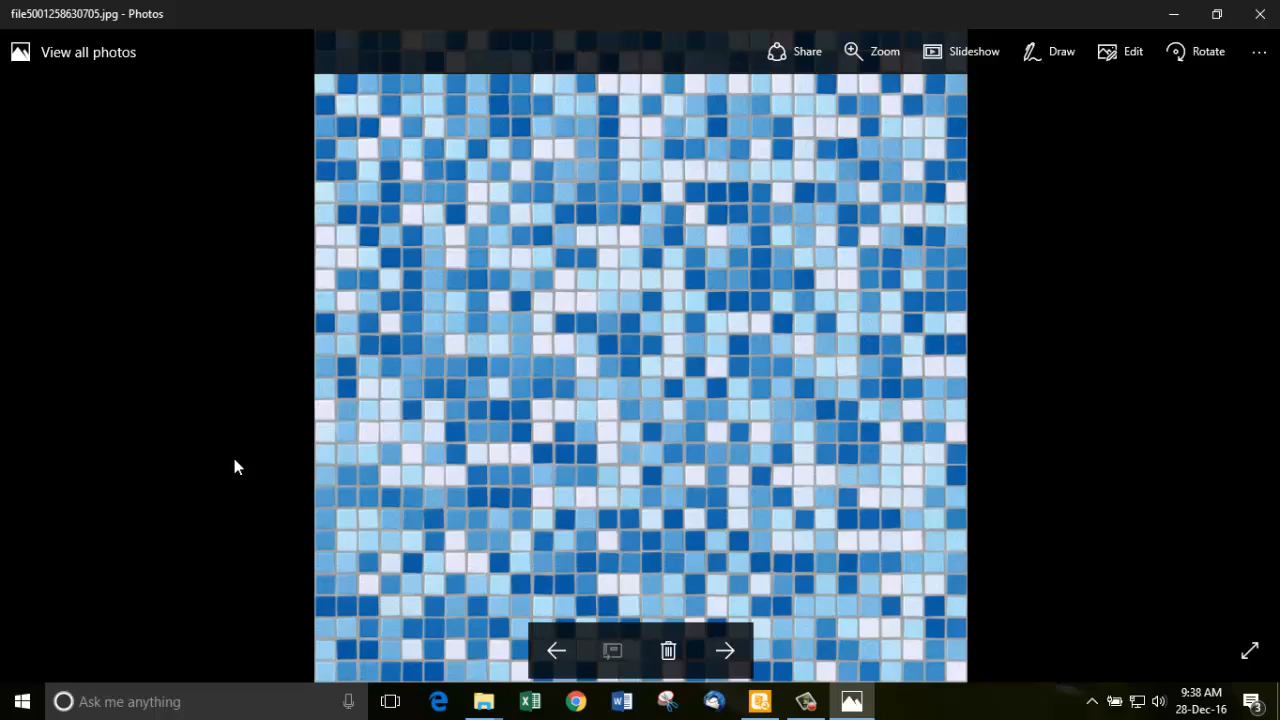 file5001258630705.jpg - Photos
View all photos
Share
Zoom
Slideshow
Draw
Edit
Rotate
Ask me anything
9:38 AM
28-Dec-16
3